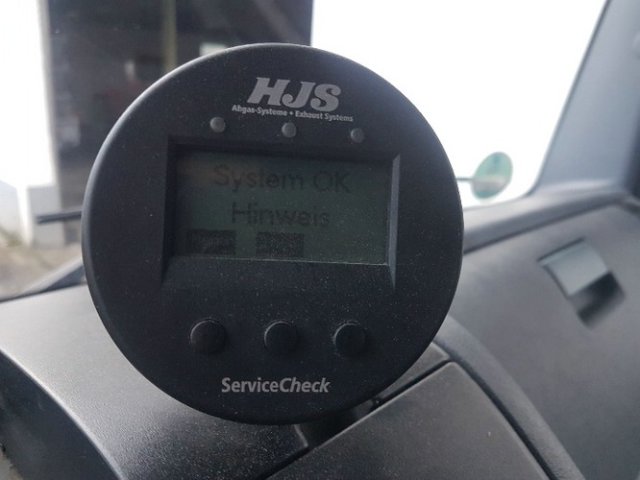 HJS
Abgas-Systeme • Exhaust Systems
System OK
Hinweis
ServiceCheck